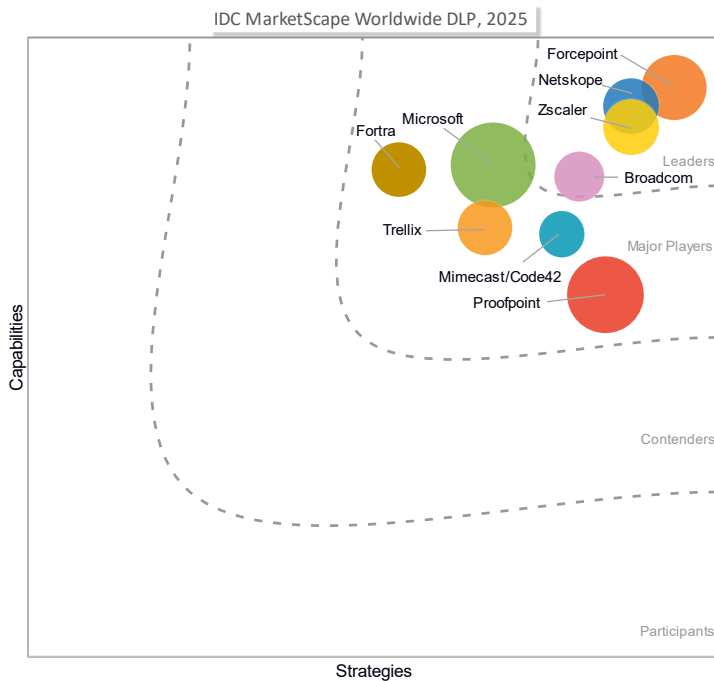 IDC MarketScape Worldwide DLP, 2025
Forcepoint
Netskope
Zscaler
Microsoft
Fortra
Leaders
Broadcom
Trellix
Major Players
Mimecast/Code42
Proofpoint
Capabilities
Contenders
Participants
Strategies